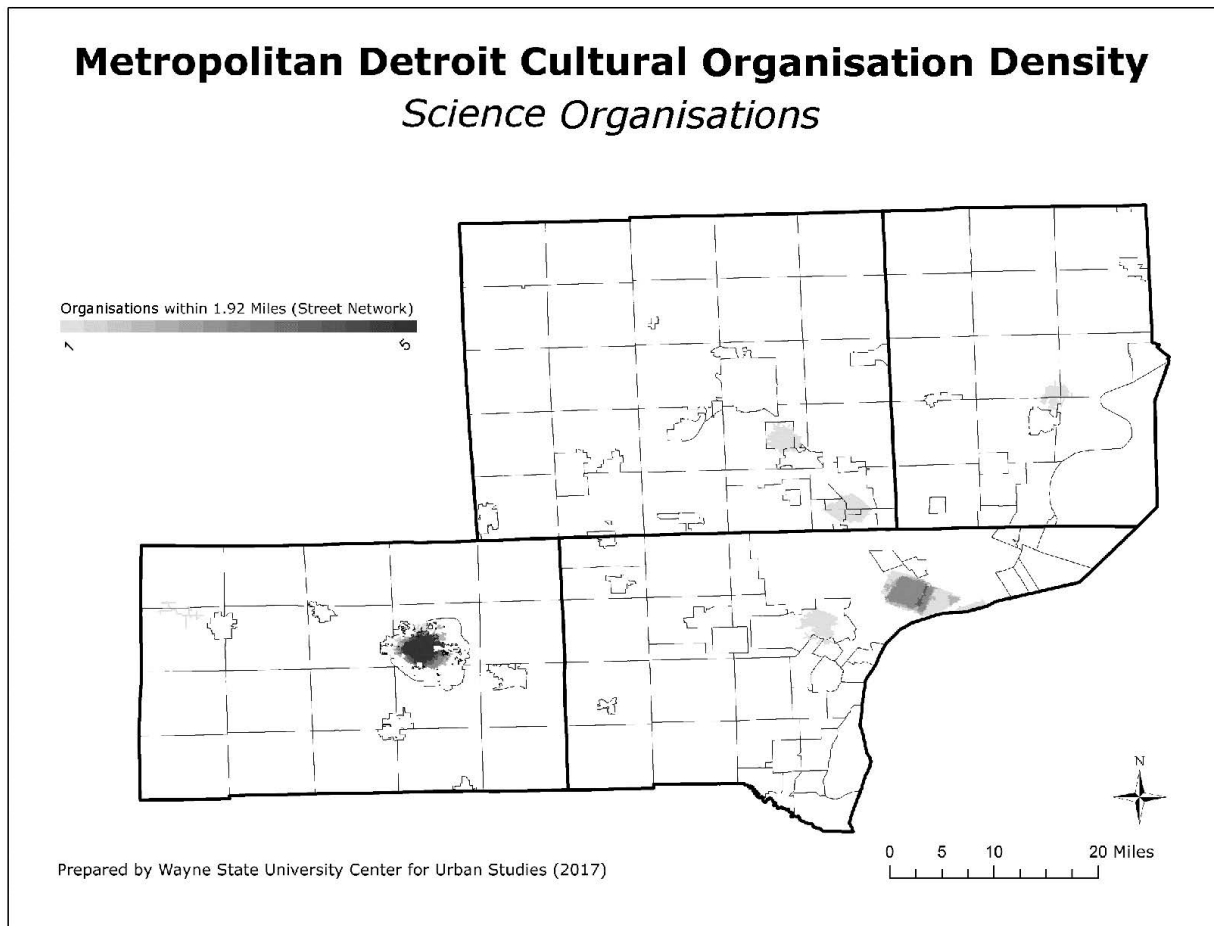 Metropolitan Detroit Cultural Organisation Density
Science Organisations
Organisations within 1.92 Miles (Street Network)
1 5
N
0 5 10 20 Miles
Prepared by Wayne State University Center for Urban Studies (2017)